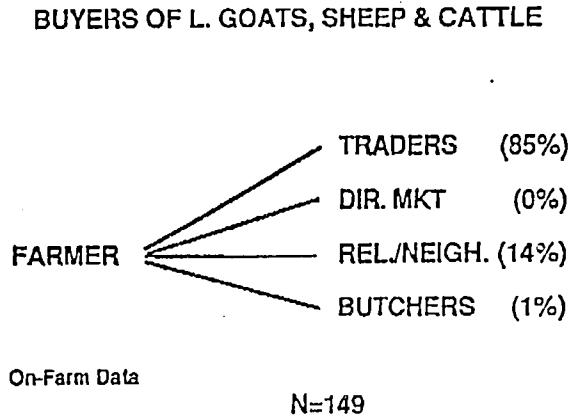 BUYERS OF L. GOATS, SHEEP & CATTLE
TRADERS (85%)
DIR. MKT (0%)
FARMER
REL./NEIGH. (14%)
BUTCHERS (1%)
On-Farm Data
N=149